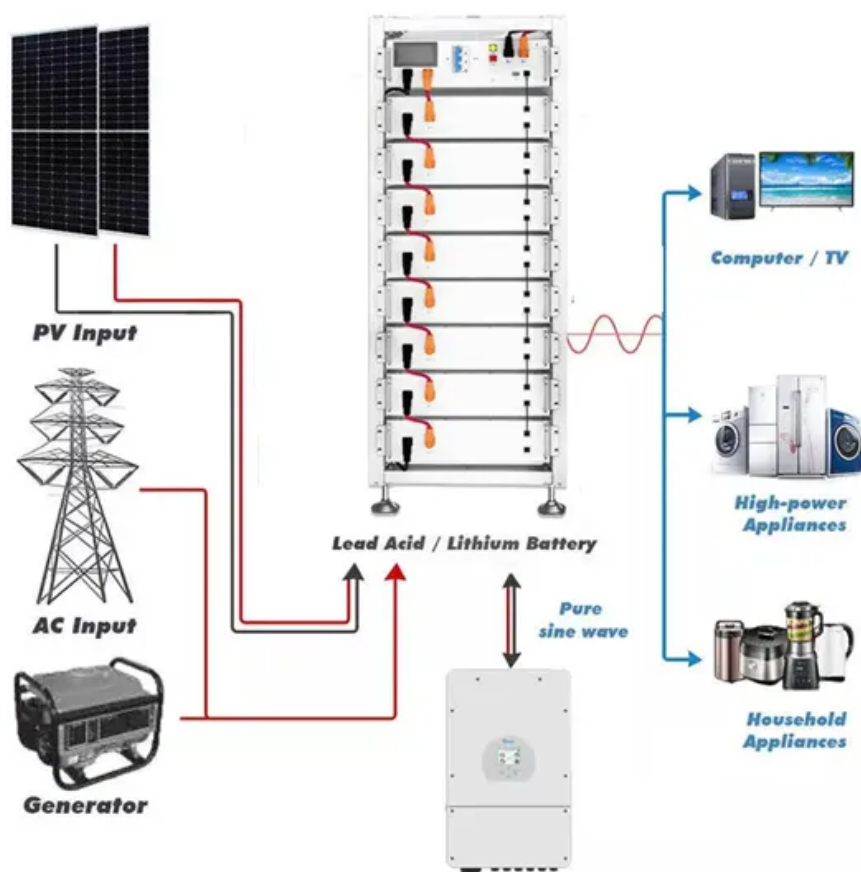 PV Input
AC Input
Generator
Lead Acid / Lithium Battery
Pure
sine wave
Computer / TV
High-power
Appliances
Household
Appliances